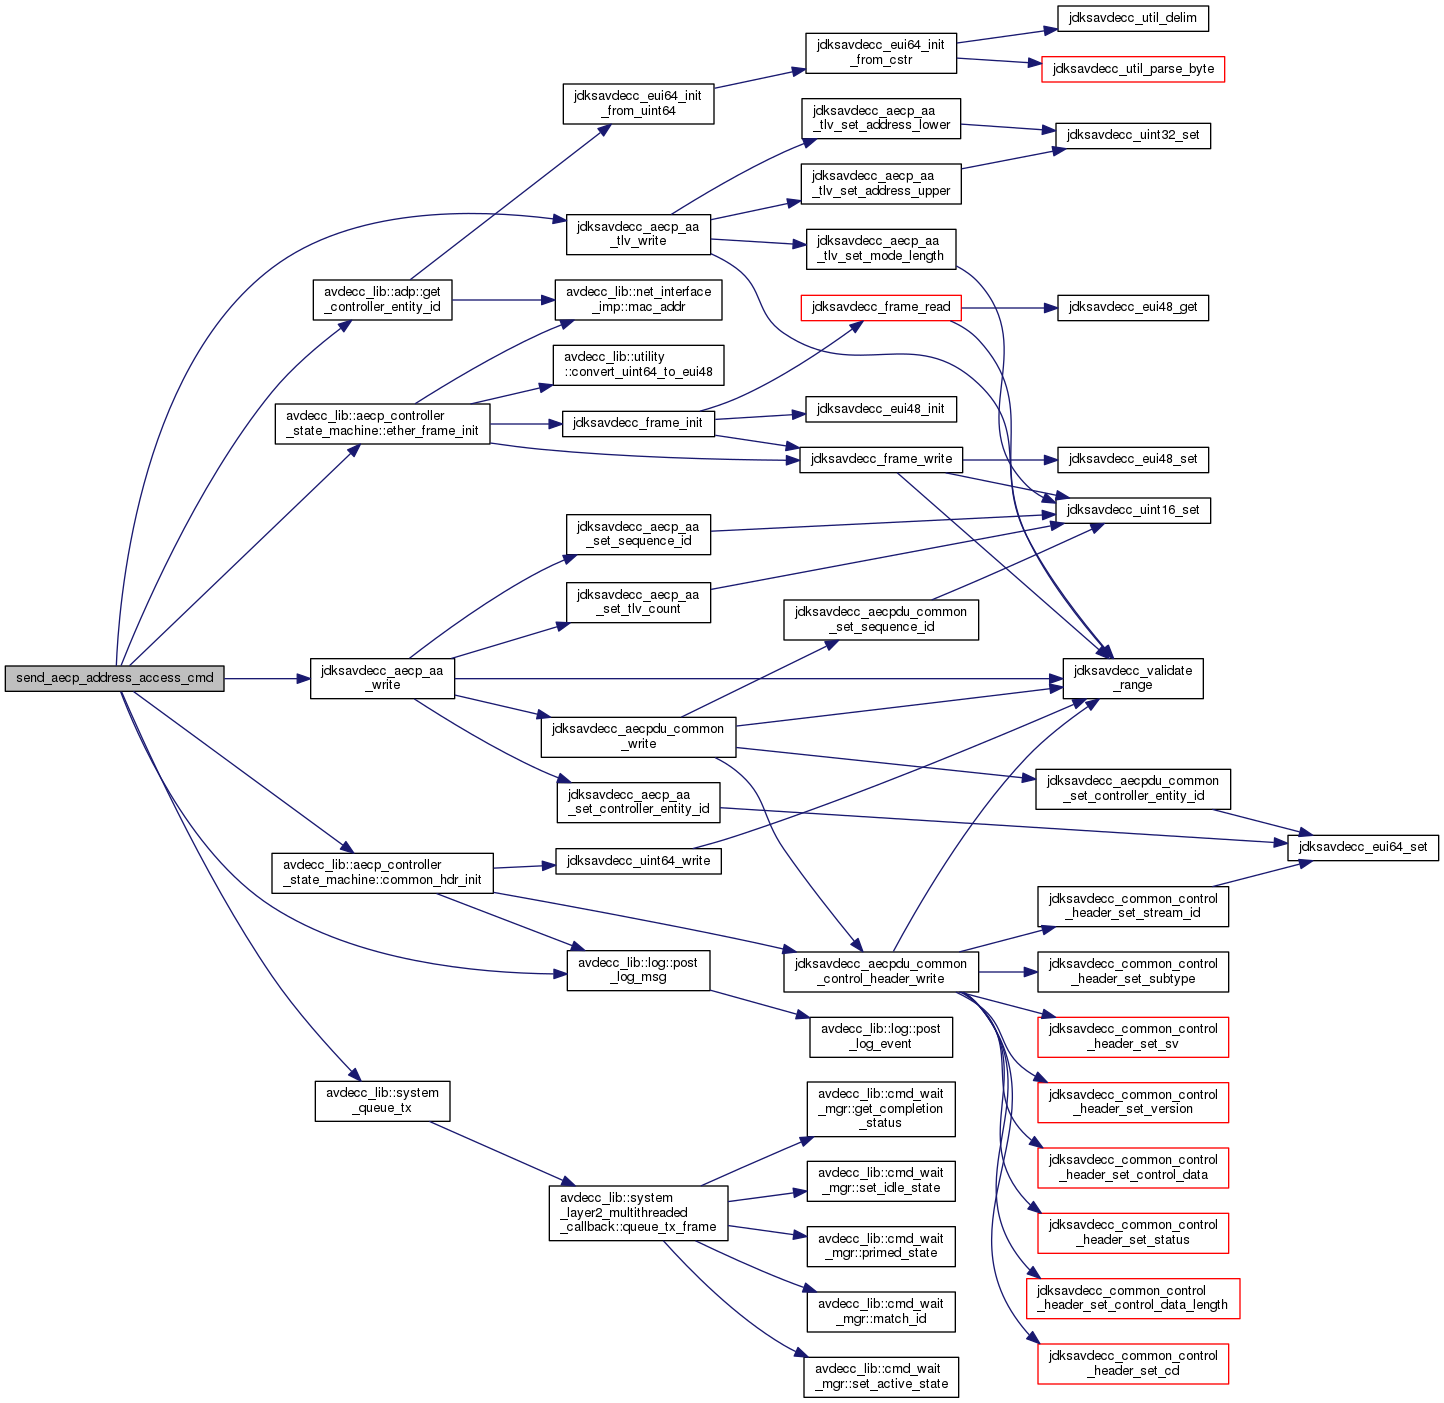 jdksavdecc_util_delim
jdksavdecc_eui64_init
_from_cstr
jdksavdecc_util_parse_byte
jdksavdecc_eui64_init
_from_uint64
jdksavdecc_aecp_aa
_tlv_set_address_lower
jdksavdecc_uint32_set
jdksavdecc_aecp_aa
_tlv_set_address_upper
jdksavdecc_aecp_aa
_tlv_write
jdksavdecc_aecp_aa
_tlv_set_mode_length
avdecc_lib::adp::get
_controller_entity_id
avdecc_lib::net_interface
_imp::mac_addr
jdksavdecc_frame_read
jdksavdecc_eui48_get
avdecc_lib::utility
::convert_uint64_to_eui48
avdecc_lib::aecp_controller
_state_machine::ether_frame_init
jdksavdecc_frame_init
jdksavdecc_eui48_init
jdksavdecc_frame_write
jdksavdecc_eui48_set
jdksavdecc_uint16_set
jdksavdecc_aecp_aa
_set_sequence_id
jdksavdecc_aecp_aa
_set_tlv_count
jdksavdecc_aecpdu_common
_set_sequence_id
send_aecp_address_access_cmd
jdksavdecc_aecp_aa
_write
jdksavdecc_validate
_range
jdksavdecc_aecpdu_common
_write
jdksavdecc_aecp_aa
_set_controller_entity_id
jdksavdecc_aecpdu_common
_set_controller_entity_id
jdksavdecc_eui64_set
avdecc_lib::aecp_controller
_state_machine::common_hdr_init
jdksavdecc_uint64_write
jdksavdecc_common_control
_header_set_stream_id
avdecc_lib::log::post
_log_msg
jdksavdecc_aecpdu_common
_control_header_write
jdksavdecc_common_control
_header_set_subtype
avdecc_lib::log::post
_log_event
jdksavdecc_common_control
_header_set_sv
avdecc_lib::system
_queue_tx
avdecc_lib::cmd_wait
_mgr::get_completion
_status
jdksavdecc_common_control
_header_set_version
avdecc_lib::system
_layer2_multithreaded
_callback::queue_tx_frame
avdecc_lib::cmd_wait
_mgr::set_idle_state
jdksavdecc_common_control
_header_set_control_data
avdecc_lib::cmd_wait
_mgr::primed_state
jdksavdecc_common_control
_header_set_status
avdecc_lib::cmd_wait
_mgr::match_id
jdksavdecc_common_control
_header_set_control_data_length
avdecc_lib::cmd_wait
_mgr::set_active_state
jdksavdecc_common_control
_header_set_cd